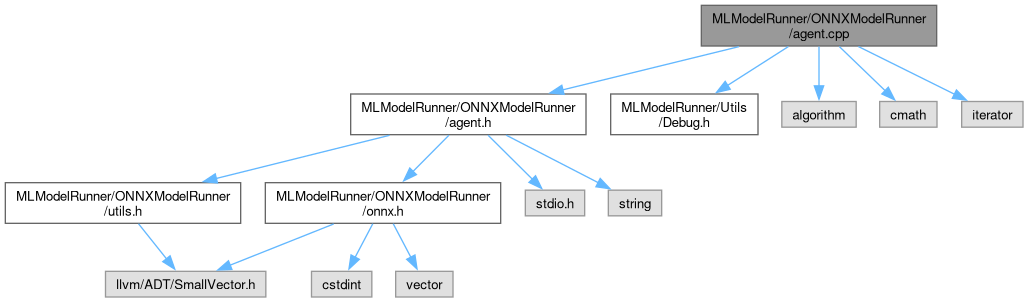 MLModelRunner/ONNXModelRunner
/agent.cpp
MLModelRunner/ONNXModelRunner
/agent.h
MLModelRunner/Utils
/Debug.h
algorithm
cmath
iterator
MLModelRunner/ONNXModelRunner
/utils.h
MLModelRunner/ONNXModelRunner
/onnx.h
stdio.h
string
llvm/ADT/SmallVector.h
cstdint
vector